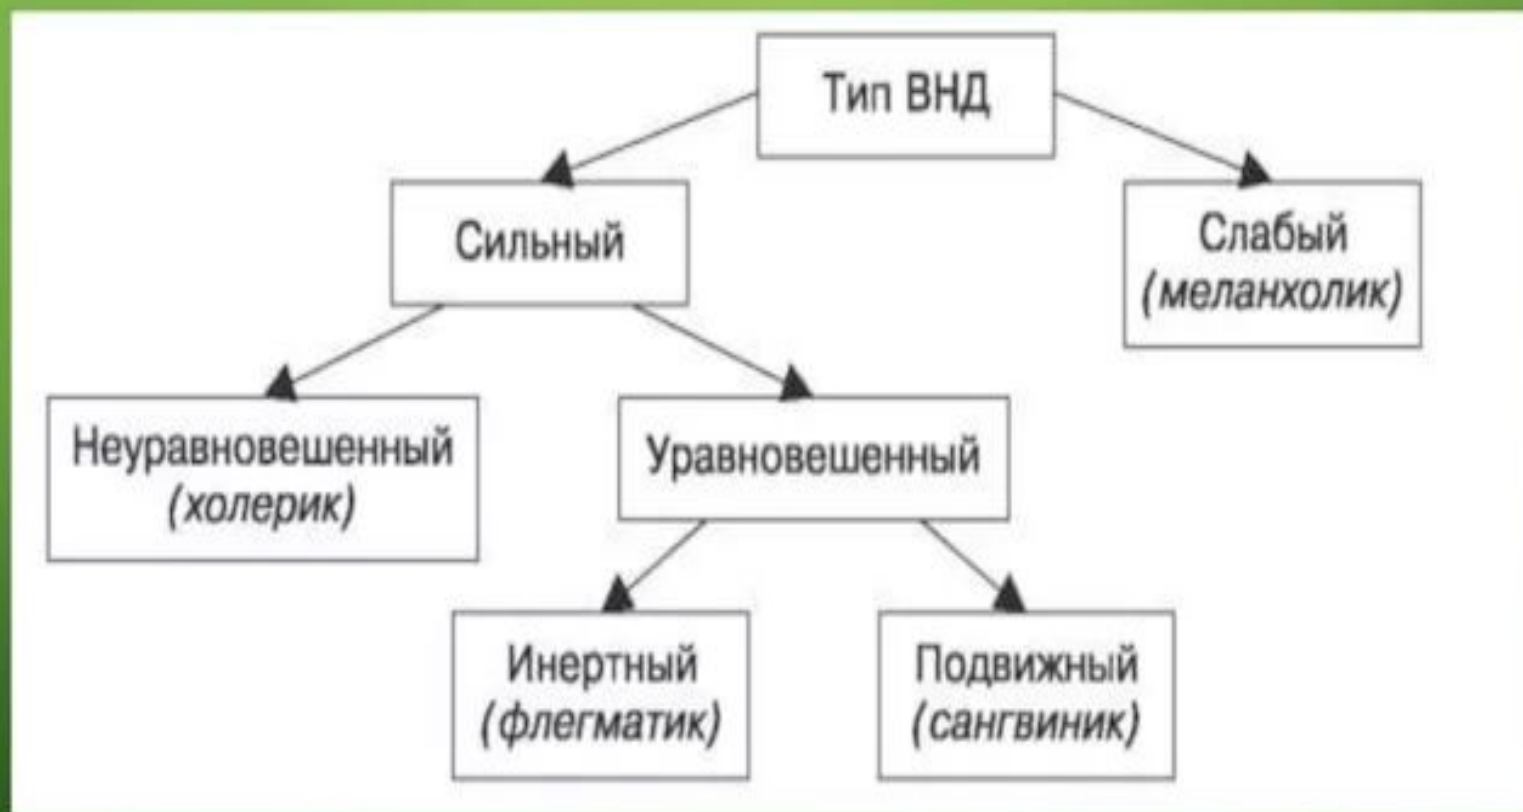 Тип ВНД
Сильный
Слабый
(меланхолик)
Неуравновешенный
(холерик)
Уравновешенный
Инертный
(флегматик)
Подвижный
(сангвиник)